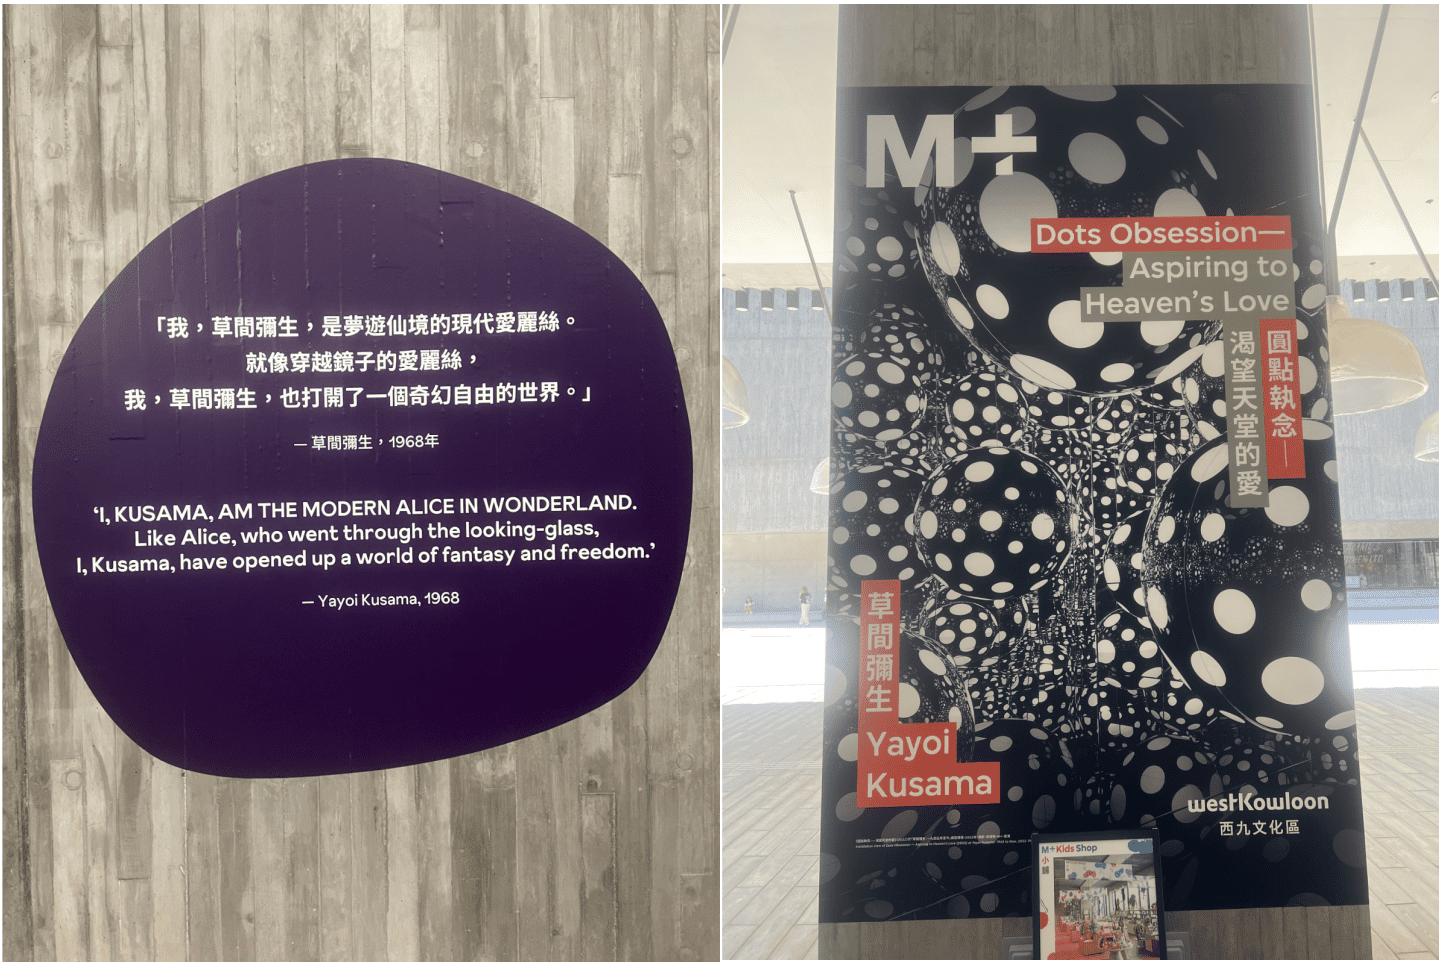 「我，草間彌生，是夢遊仙境的現代愛麗絲。
就像穿越鏡子的愛麗絲，
我，草間彌生，也打開了一個奇幻自由的世界。」
— 草間彌生，1968年
‘I, KUSAMA, AM THE MODERN ALICE IN WONDERLAND.
Like Alice, who went through the looking-glass,
I, Kusama, have opened up a world of fantasy and freedom.’
— Yayoi Kusama, 1968
M+
Dots Obsession—
Aspiring to
Heaven’s Love
圓點執念—
渴望天堂的愛
草間彌生
Yayoi
Kusama
westKowloon
西九文化區
M+Kids Shop
小舖